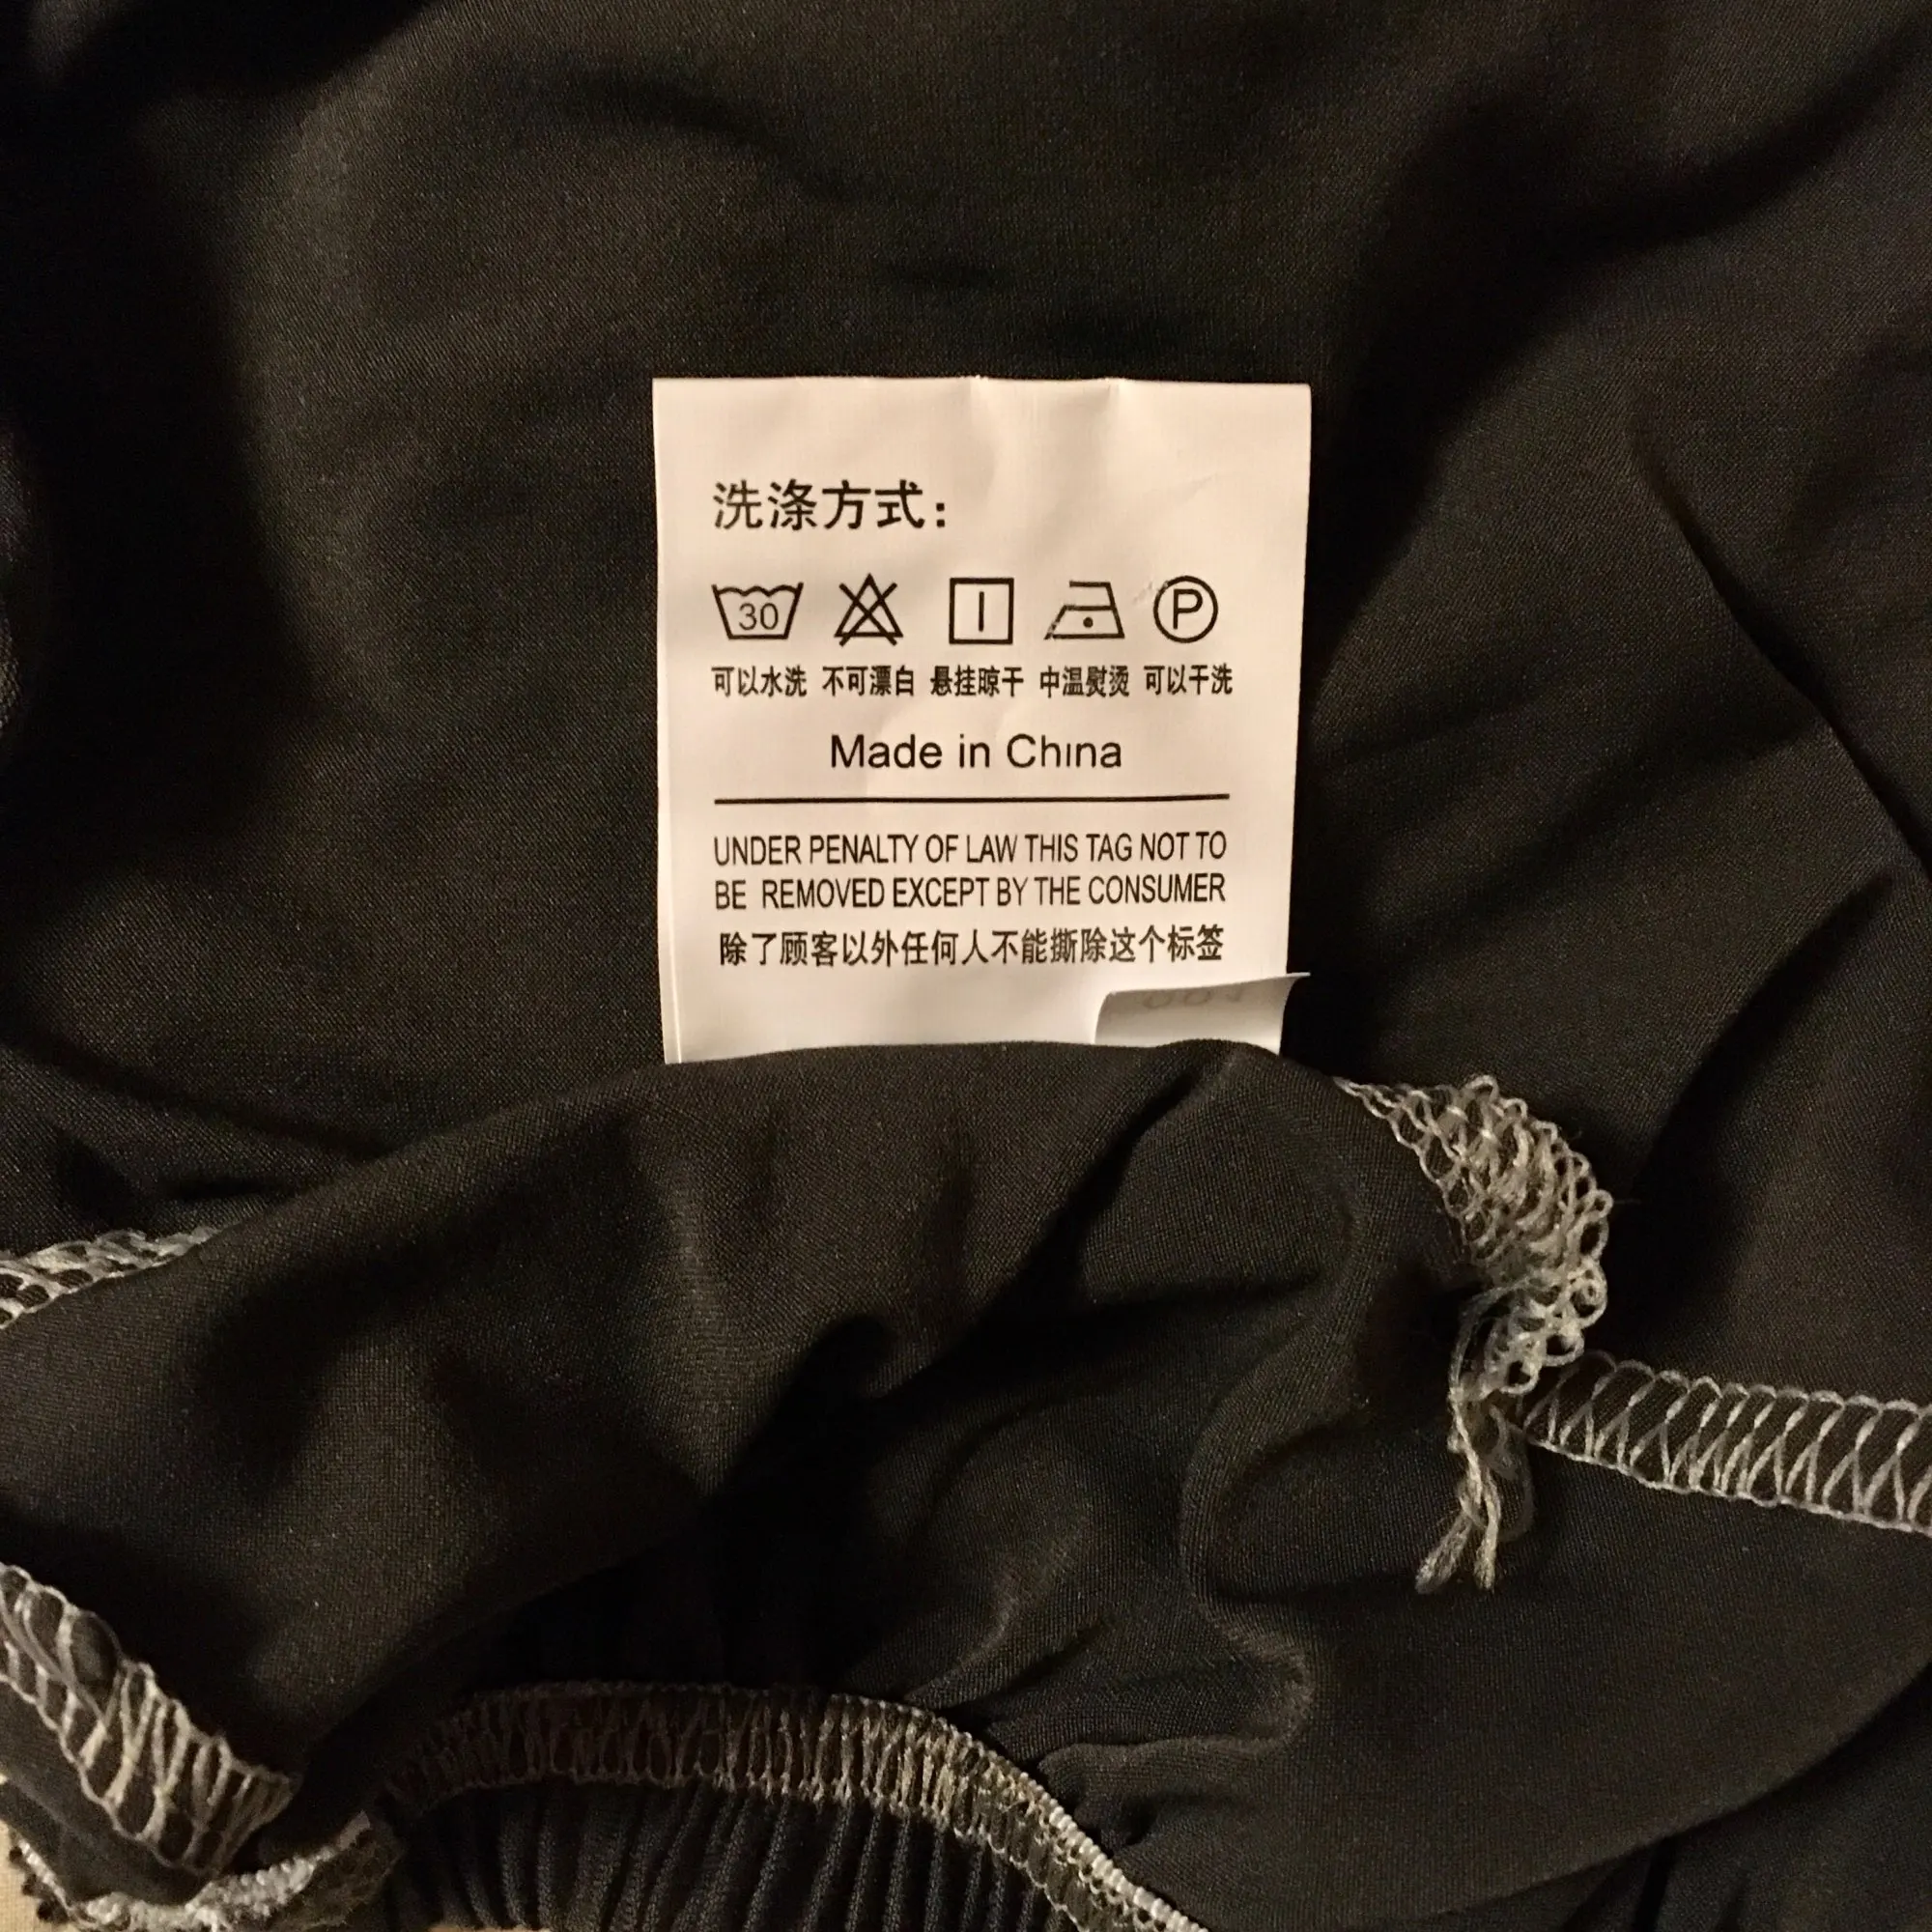 洗涤方式：
30 P
可以水洗 不可漂白 悬挂晾干 中温熨烫 可以干洗
Made in China
UNDER PENALTY OF LAW THIS TAG NOT TO
BE REMOVED EXCEPT BY THE CONSUMER
除了顾客以外任何人不能撕除这个标签